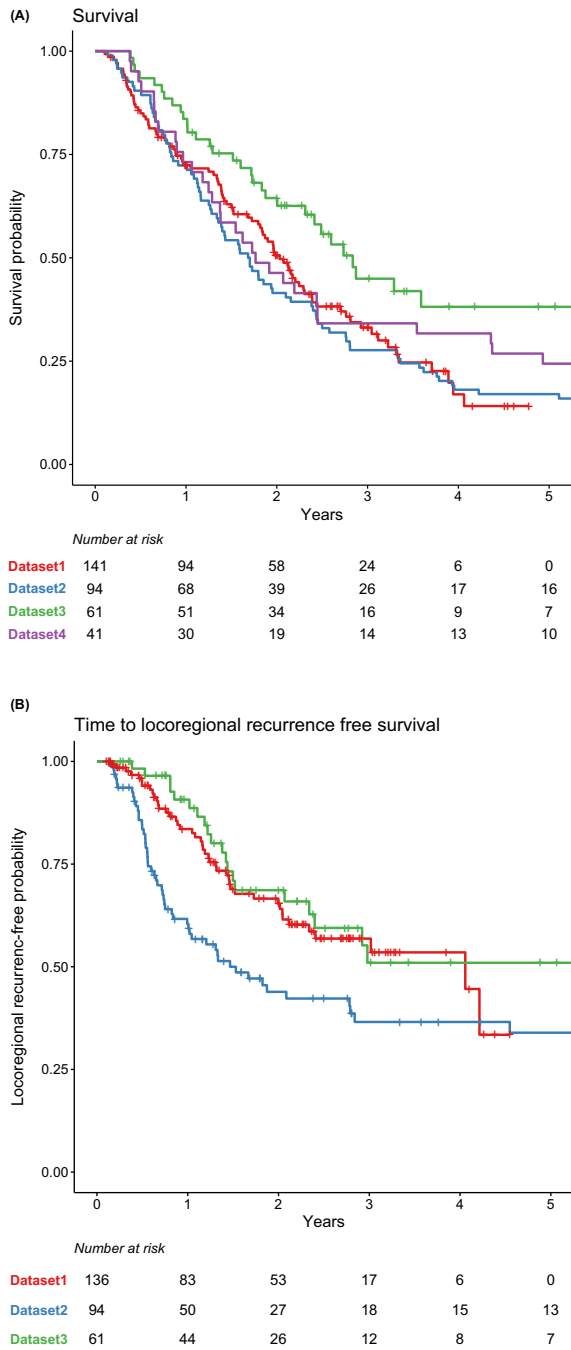 (A)
Survival
1.00
0.75
0.50
0.25
0.00
Survival probability
0 1 2 3 4 5
Years
Number at risk
Dataset1 141 94 58 24 6 0
Dataset2 94 68 39 26 17 16
Dataset3 61 51 34 16 9 7
Dataset4 41 30 19 14 13 10
(B)
Time to locoregional recurrence free survival
1.00
0.75
0.50
0.25
0.00
Locoregional recurrenc-free probability
0 1 2 3 4 5
Years
Number at risk
Dataset1 136 83 53 17 6 0
Dataset2 94 50 27 18 15 13
Dataset3 61 44 26 12 8 7